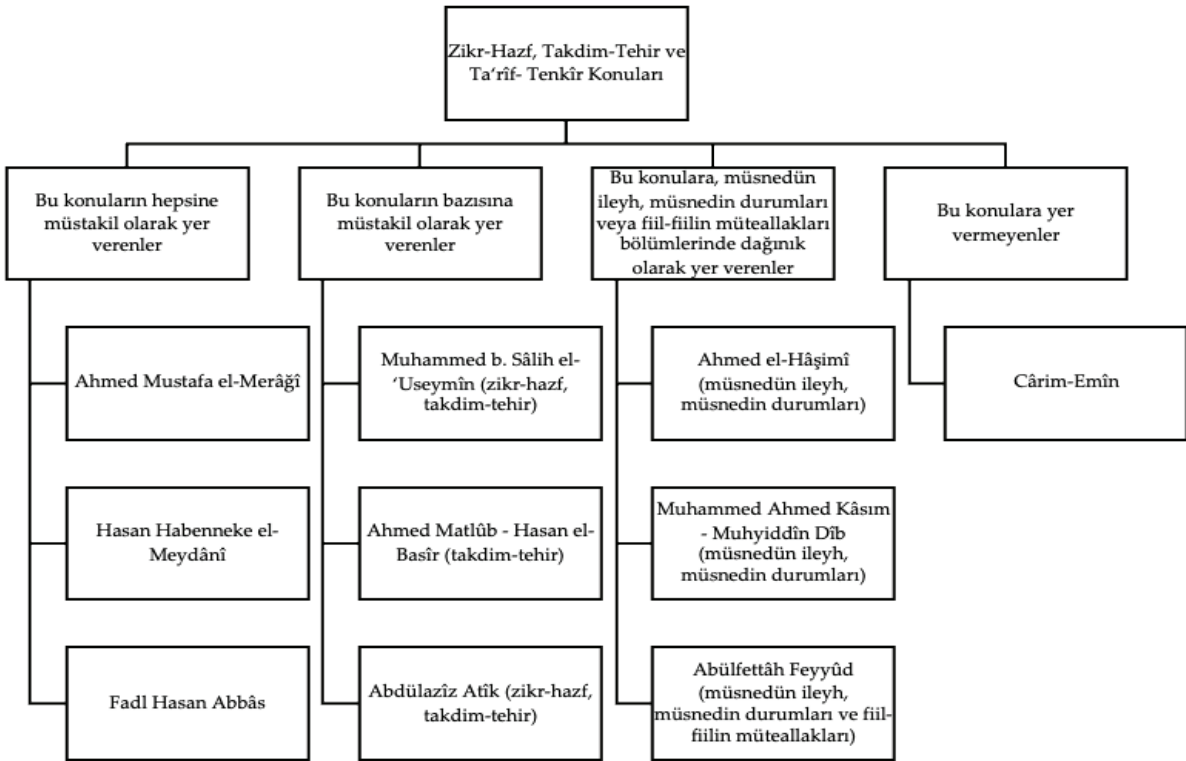 Zikr-Hazf, Takdim-Tehir ve
Ta‘rîf- Tenkîr Konuları
Bu konuların hepsine
müstakil olarak yer
verenler
Ahmed Mustafa el-Merâğî
Hasan Habenneke el-
Meydânî
Fadl Hasan Abbâs
Bu konuların bazısına
müstakil olarak yer
verenler
Muhammed b. Sâlih el-
‘Useymîn (zikr-hazf,
takdim-tehir)
Ahmed Matlûb - Hasan el-
Basîr (takdim-tehir)
Abdülazîz Atîk (zikr-hazf,
takdim-tehir)
Bu konulara, müsnedün
ileyh, müsnedin durumları
veya fiil-fiilin müteallakları
bölümlerinde dağınık
olarak yer verenler
Ahmed el-Hâşimî
(müsnedün ileyh,
müsnedin durumları)
Muhammed Ahmed Kâsım
- Muhyiddîn Dîb
(müsnedün ileyh,
müsnedin durumları)
Abülfettâh Feyyûd
(müsnedün ileyh,
müsnedin durumları ve fiil-
fiilin müteallakları)
Bu konulara yer
vermeyenler
Cârim-Emîn